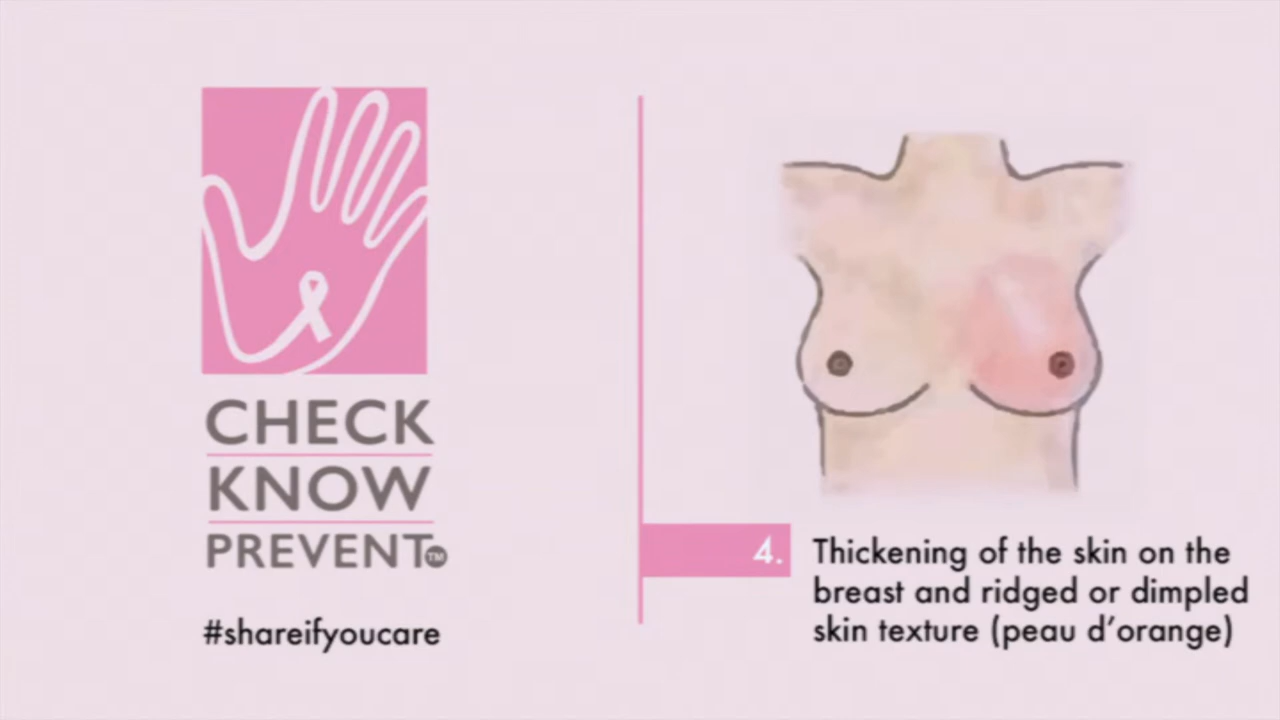 CHECK
KNOW
PREVENT™
#shareifyoucare
4.
Thickening of the skin on the
breast and ridged or dimpled
skin texture (peau d’orange)